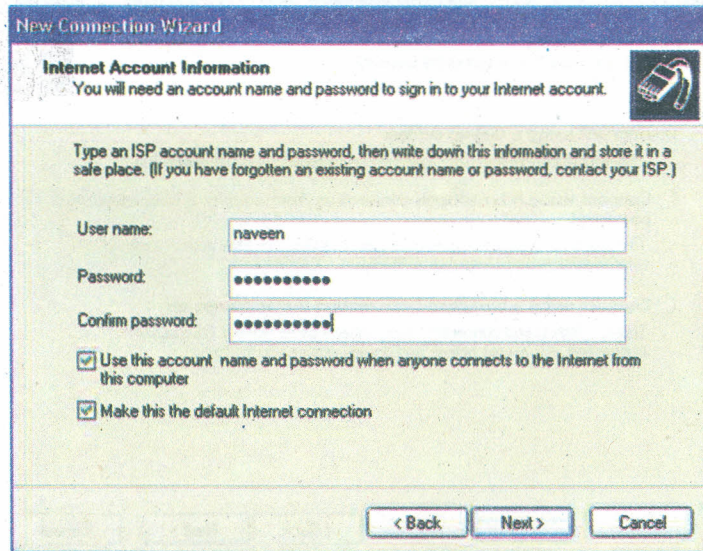 New Connection Wizard
Internet Account Information
You will need an account name and password to sign in to your Internet account.
Type an ISP account name and password, then write down this information and store it in a
safe place. (If you have forgotten an existing account name or password, contact your ISP.)
User name:
naveen
Password:
●●●●●●●●●●
Confirm password:
●●●●●●●●●●
Use this account name and password when anyone connects to the Internet from
this computer
Make this the default Internet connection
< Back
Next >
Cancel